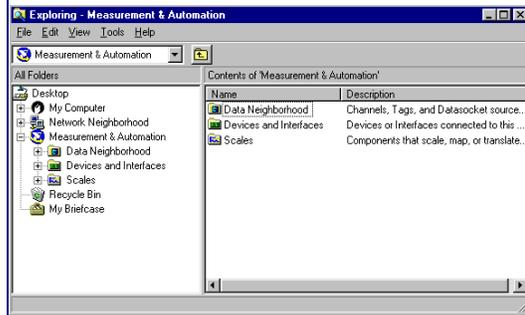 Exploring - Measurement & Automation
File Edit View Tools Help
Measurement & Automation
All Folders
Contents of 'Measurement & Automation'
Desktop
My Computer
Network Neighborhood
Measurement & Automation
Data Neighborhood
Devices and Interfaces
Scales
Recycle Bin
My Briefcase
Name Description
Data Neighborhood Channels, Tags, and Datasocket source...
Devices and Interfaces Devices or Interfaces connected to this ...
Scales Components that scale, map, or translate...